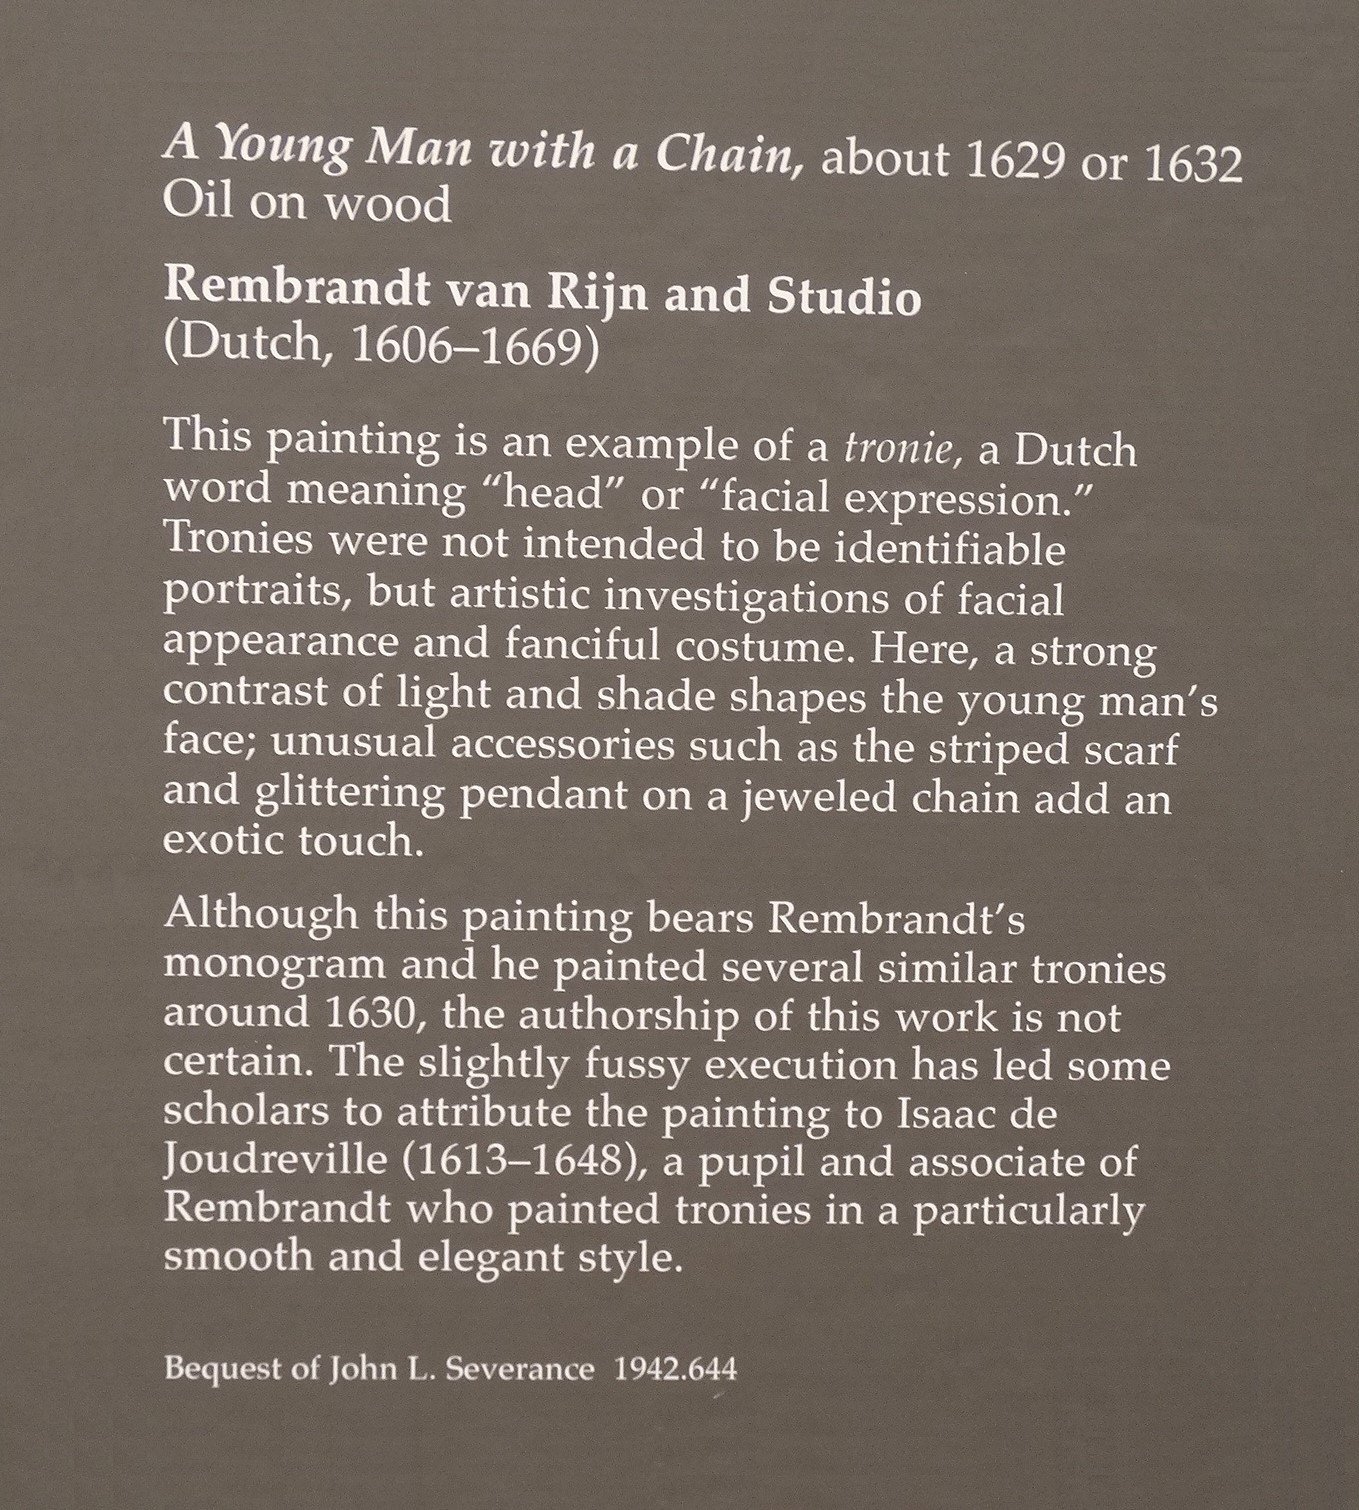 A Young Man with a Chain, about 1629 or 1632
Oil on wood
Rembrandt van Rijn and Studio
(Dutch, 1606–1669)
This painting is an example of a tronie, a Dutch
word meaning “head” or “facial expression.”
Tronies were not intended to be identifiable
portraits, but artistic investigations of facial
appearance and fanciful costume. Here, a strong
contrast of light and shade shapes the young man’s
face; unusual accessories such as the striped scarf
and glittering pendant on a jeweled chain add an
exotic touch.
Although this painting bears Rembrandt’s
monogram and he painted several similar tronies
around 1630, the authorship of this work is not
certain. The slightly fussy execution has led some
scholars to attribute the painting to Isaac de
Joudreville (1613–1648), a pupil and associate of
Rembrandt who painted tronies in a particularly
smooth and elegant style.
Bequest of John L. Severance 1942.644